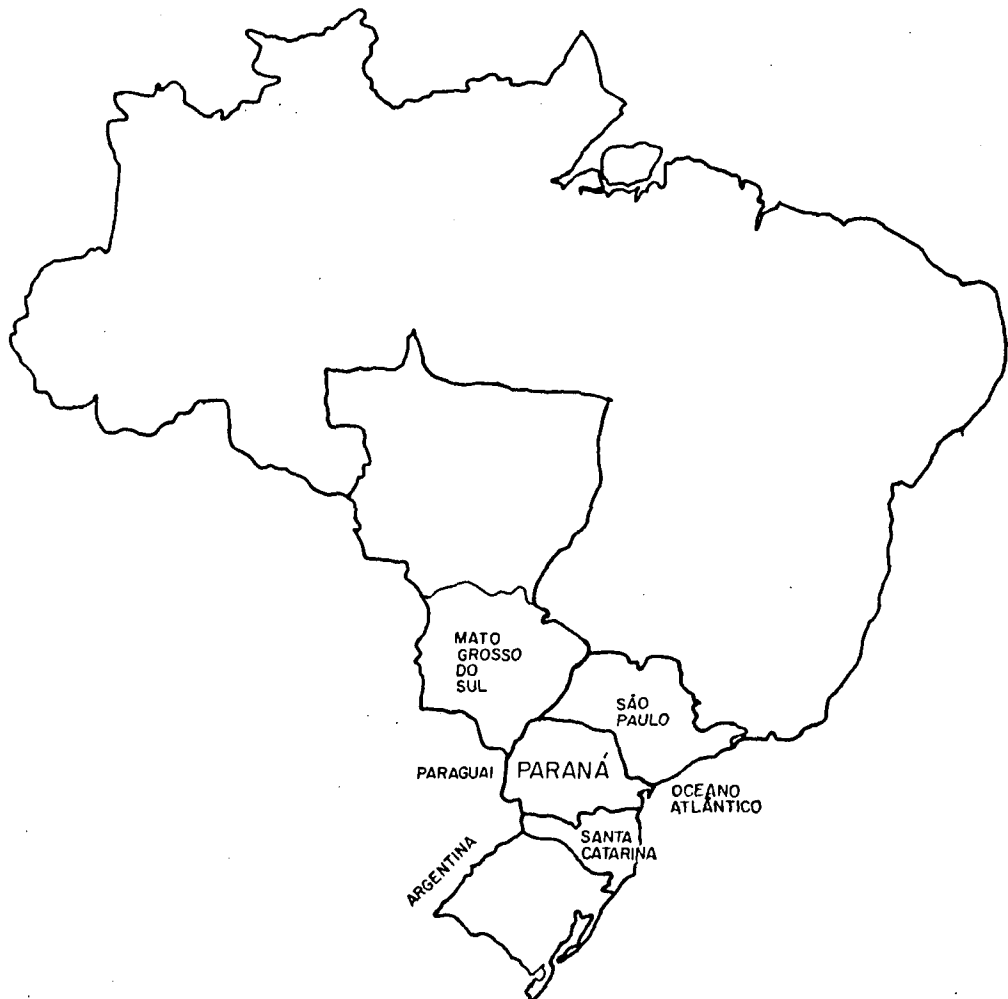 MATO
GROSSO
DO
SUL
SÃO
PAULO
PARAGUAI
PARANÁ
OCEANO
ATLÂNTICO
SANTA
CATARINA
ARGENTINA